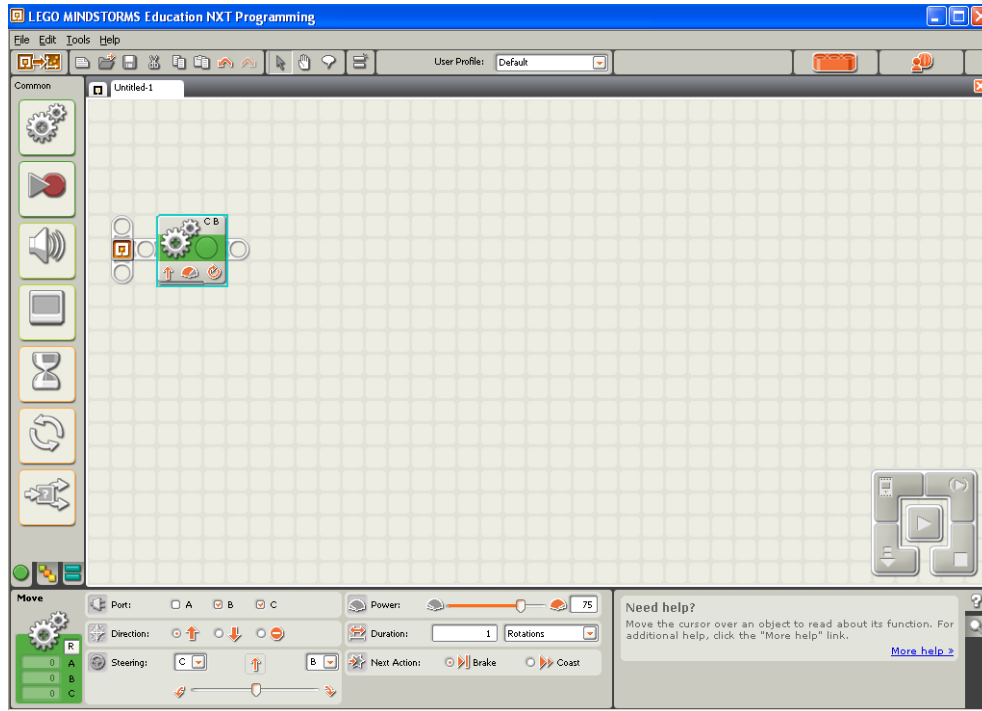 LEGO MINDSTORMS Education NXT Programming
File Edit Tools Help
User Profile: Default
Common
Untitled-1
C B
Move
Port: A B C
Power: 75
Need help?
Move the cursor over an object to read about its function. For
additional help, click the "More help" link.
More help »
Direction:
Duration: 1 Rotations
R
0 A
Steering: C B
Next Action: Brake Coast
0 B
0 C